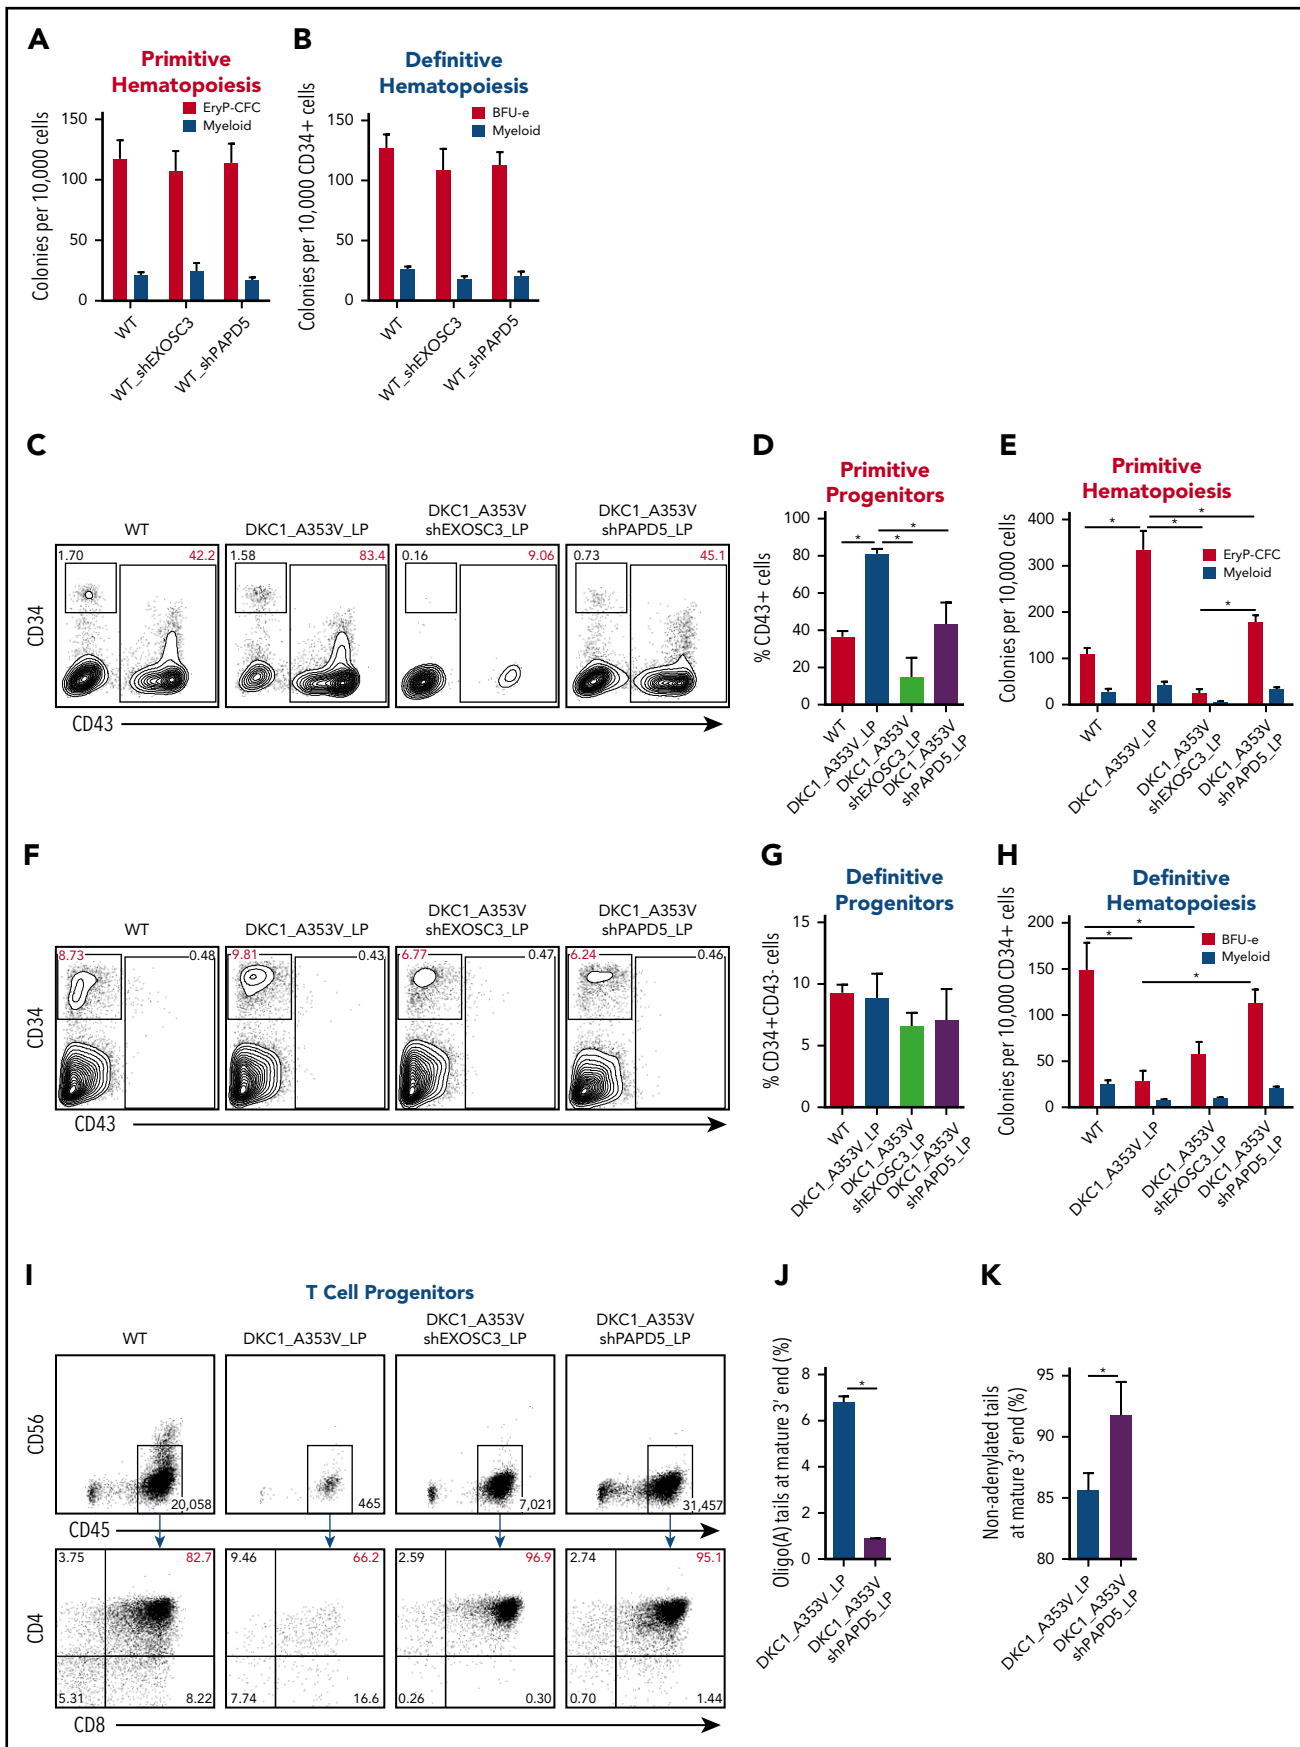 A
Primitive
Hematopoiesis
EryP-CFC
Myeloid
Colonies per 10,000 cells
150
100
50
0
WT
WT_shEXOSC3
WT_shPAPD5
B
Definitive
Hematopoiesis
BFU-e
Myeloid
Colonies per 10,000 CD34+ cells
150
100
50
0
WT
WT_shEXOSC3
WT_shPAPD5
C
WT
DKC1_A353V_LP
DKC1_A353V
shEXOSC3_LP
DKC1_A353V
shPAPD5_LP
1.70
42.2
1.58
83.4
0.16
9.06
0.73
45.1
CD34
CD43
D
Primitive
Progenitors
% CD43+ cells
100
80
60
40
20
0
*
*
*
WT
DKC1_A353V_LP
DKC1_A353V
shEXOSC3_LP
DKC1_A353V
shPAPD5_LP
E
Primitive
Hematopoiesis
Colonies per 10,000 cells
400
300
200
100
0
*
*
*
*
EryP-CFC
Myeloid
WT
DKC1_A353V_LP
DKC1_A353V
shEXOSC3_LP
DKC1_A353V
shPAPD5_LP
F
WT
DKC1_A353V_LP
DKC1_A353V
shEXOSC3_LP
DKC1_A353V
shPAPD5_LP
8.73
0.48
9.81
0.43
6.77
0.47
6.24
0.46
CD34
CD43
G
Definitive
Progenitors
% CD34+CD43- cells
15
10
5
0
WT
DKC1_A353V_LP
DKC1_A353V
shEXOSC3_LP
DKC1_A353V
shPAPD5_LP
H
Definitive
Hematopoiesis
Colonies per 10,000 CD34+ cells
200
150
100
50
0
*
*
*
BFU-e
Myeloid
WT
DKC1_A353V_LP
DKC1_A353V
shEXOSC3_LP
DKC1_A353V
shPAPD5_LP
I
T Cell Progenitors
WT
DKC1_A353V_LP
DKC1_A353V
shEXOSC3_LP
DKC1_A353V
shPAPD5_LP
CD56
20,058
465
7,021
31,457
CD45
3.75
82.7
9.46
66.2
2.59
96.9
2.74
95.1
CD4
5.31
8.22
7.74
16.6
0.26
0.30
0.70
1.44
CD8
J
Oligo(A) tails at mature 3' end (%)
8
6
4
2
0
*
DKC1_A353V_LP
DKC1_A353V
shPAPD5_LP
K
Non-adenylated tails
at mature 3' end (%)
95
90
85
80
*
DKC1_A353V_LP
DKC1_A353V
shPAPD5_LP